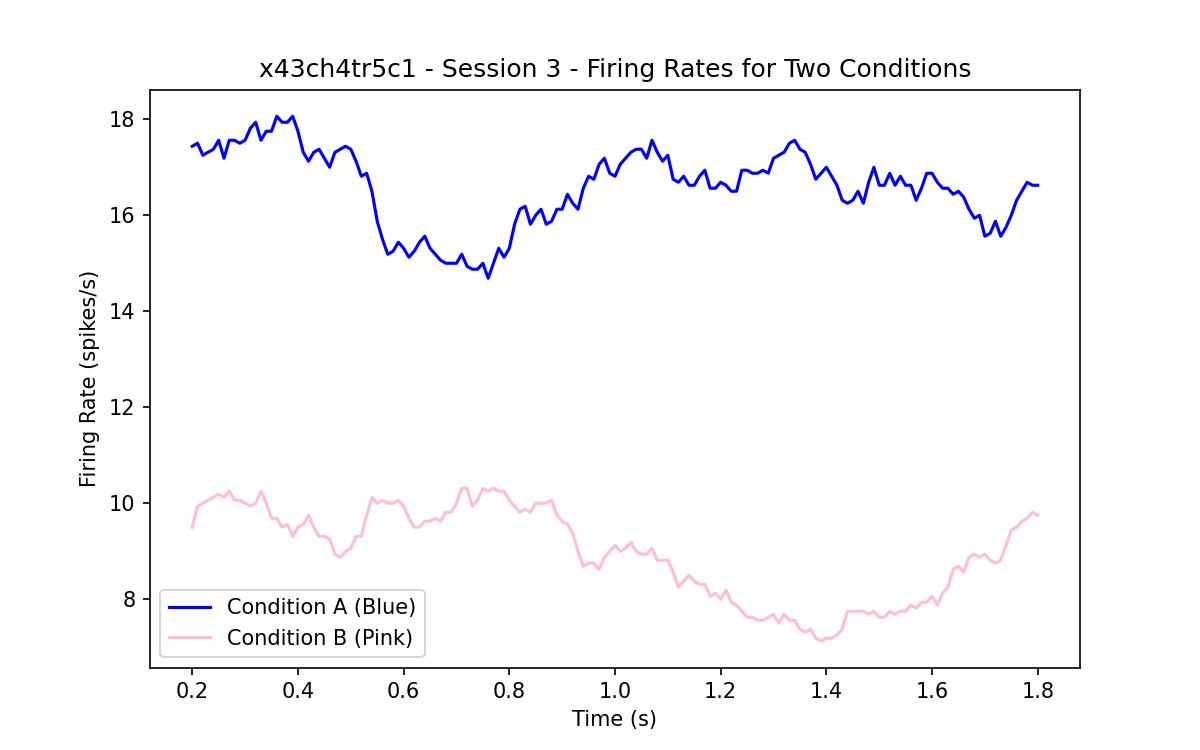 x43ch4tr5c1 - Session 3 - Firing Rates for Two Conditions
Firing Rate (spikes/s)
18
16
14
12
10
8
Condition A (Blue)
Condition B (Pink)
0.2 0.4 0.6 0.8 1.0 1.2 1.4 1.6 1.8
Time (s)